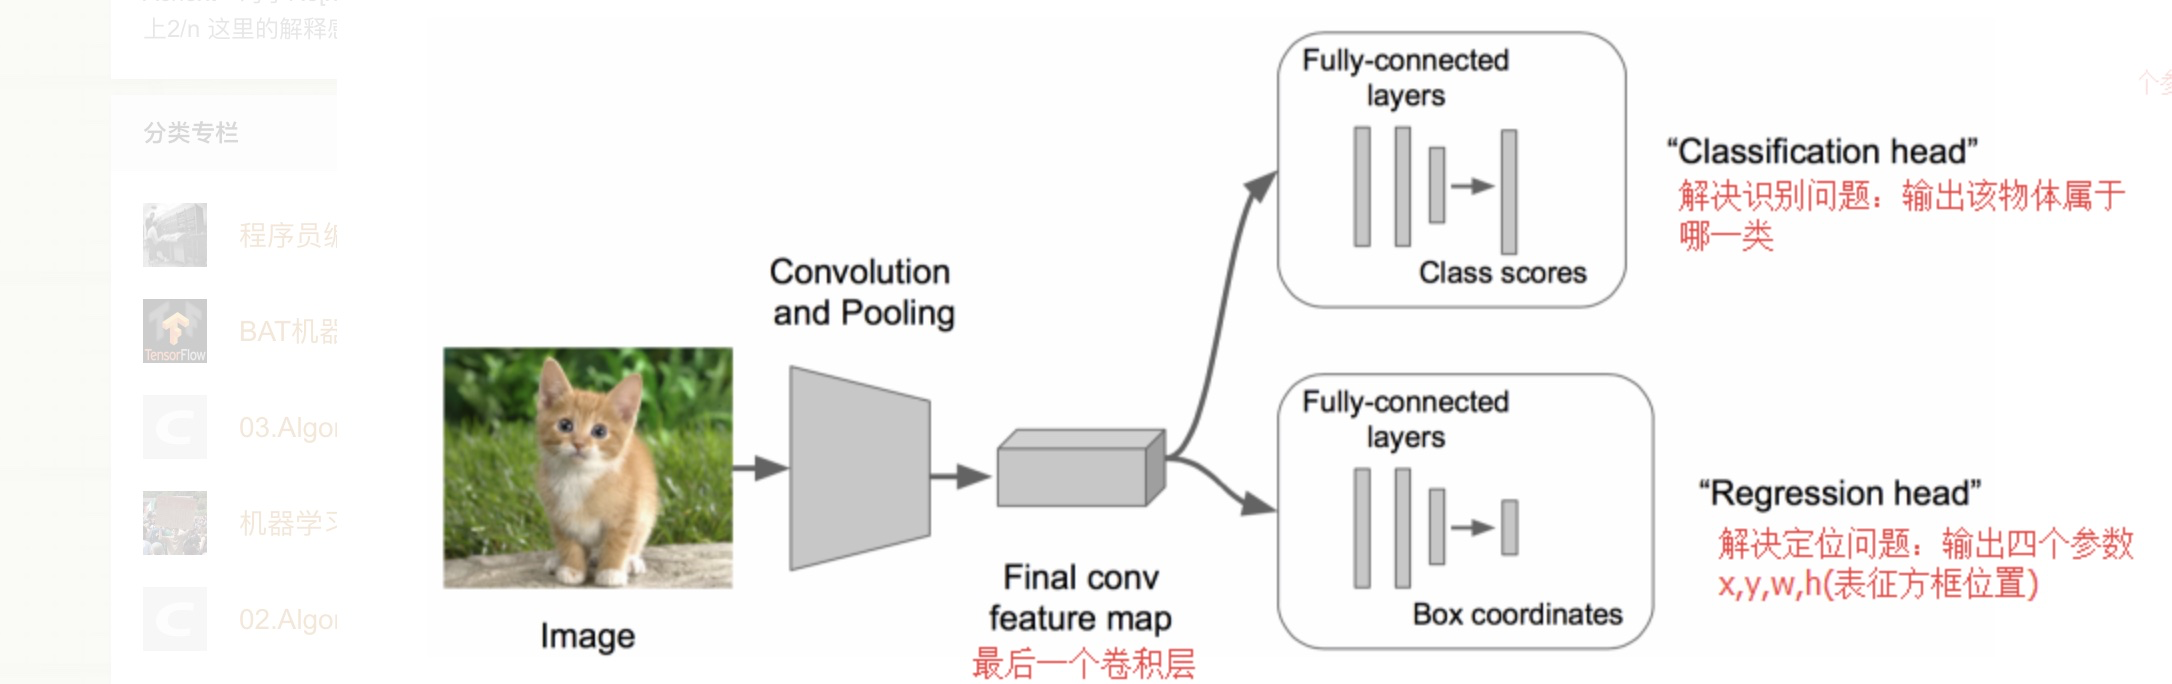 上2/n 这里的解释
分类专栏
程序员编
BAT机器
TensorFlow
03.Algor
机器学习
02.Algor
Image
Convolution
and Pooling
Final conv
feature map
最后一个卷积层
Fully-connected
layers
Class scores
“Classification head”
解决识别问题：输出该物体属于
哪一类
Fully-connected
layers
Box coordinates
“Regression head”
解决定位问题：输出四个参数
x,y,w,h(表征方框位置)